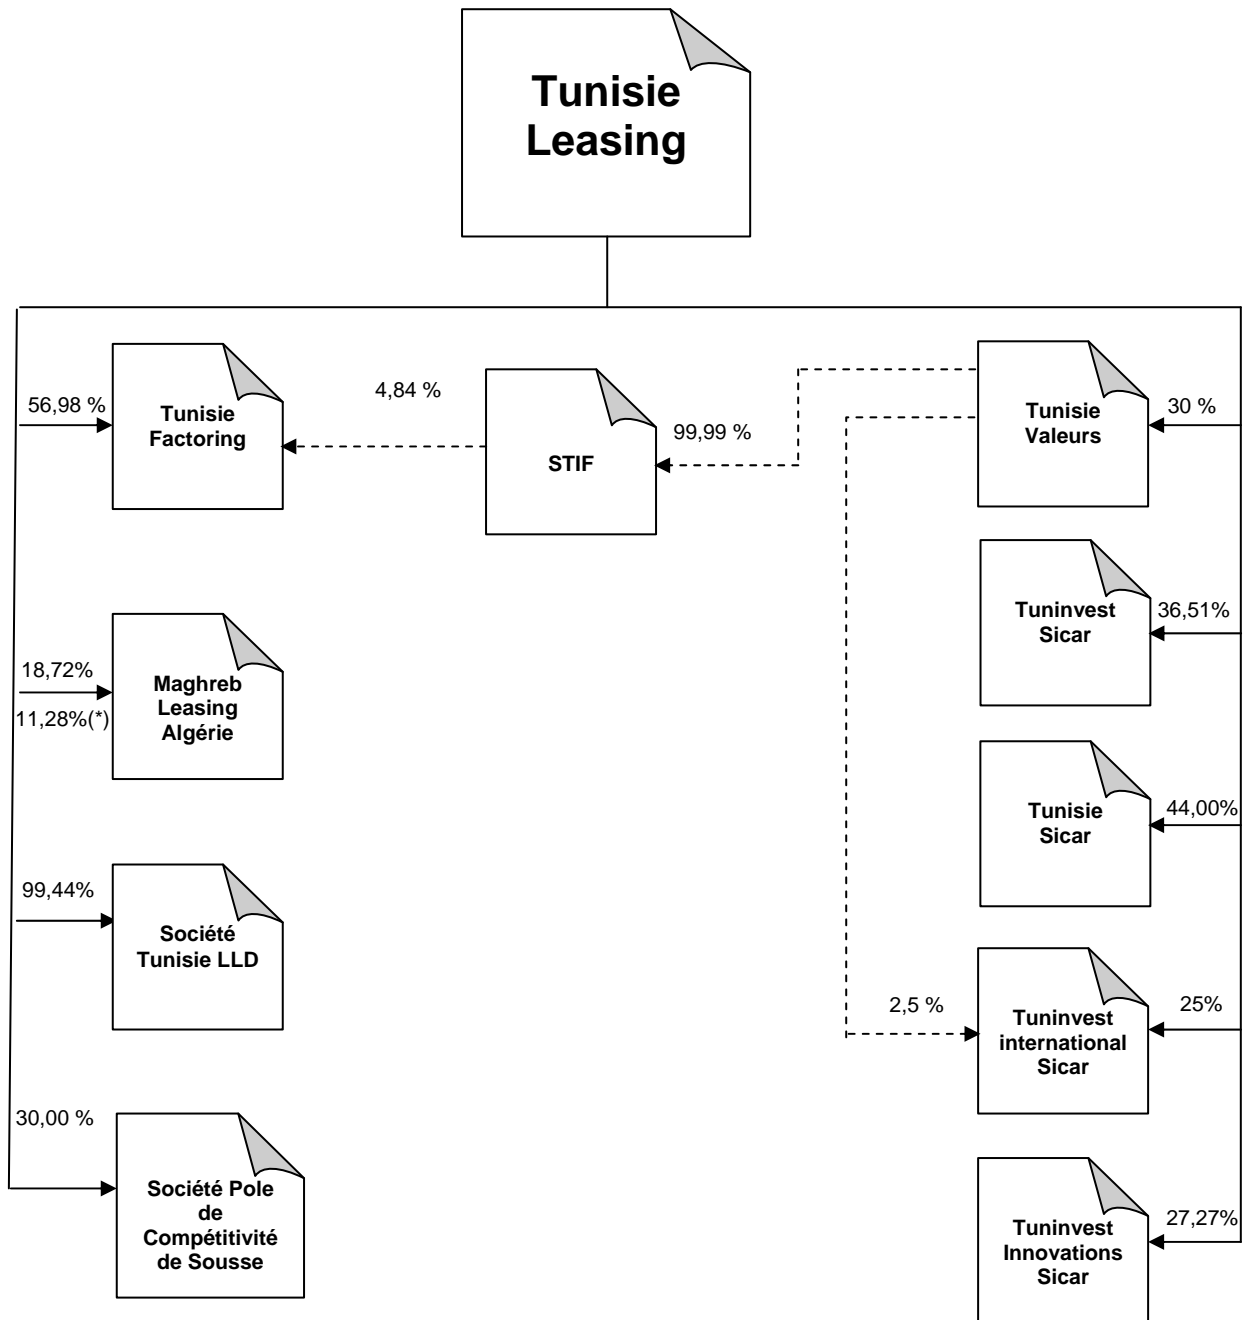 Tunisie
Leasing
56,98 %
Tunisie
Factoring
4,84 %
STIF
99,99 %
Tunisie
Valeurs
30 %
Tuninvest
Sicar
36,51%
18,72%
11,28%(*)
Maghreb
Leasing
Algérie
Tunisie
Sicar
44,00%
99,44%
Société
Tunisie LLD
2,5 %
Tuninvest
international
Sicar
25%
30,00 %
Société Pole
de
Compétitivité
de Sousse
Tuninvest
Innovations
Sicar
27,27%